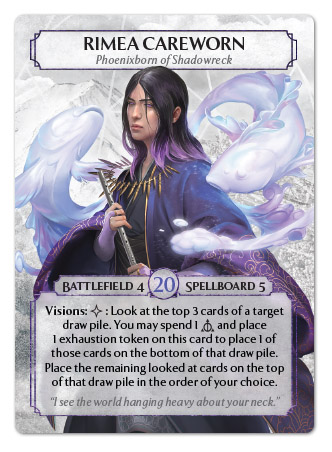 RIMEA CAREWORN
Phoenixborn of Shadowreck
BATTLEFIELD 4 20 SPELLBOARD 5
Visions: : Look at the top 3 cards of a target
draw pile. You may spend 1 and place
1 exhaustion token on this card to place 1 of
those cards on the bottom of that draw pile.
Place the remaining looked at cards on the top
of that draw pile in the order of your choice.
"I see the world hanging heavy about your neck."